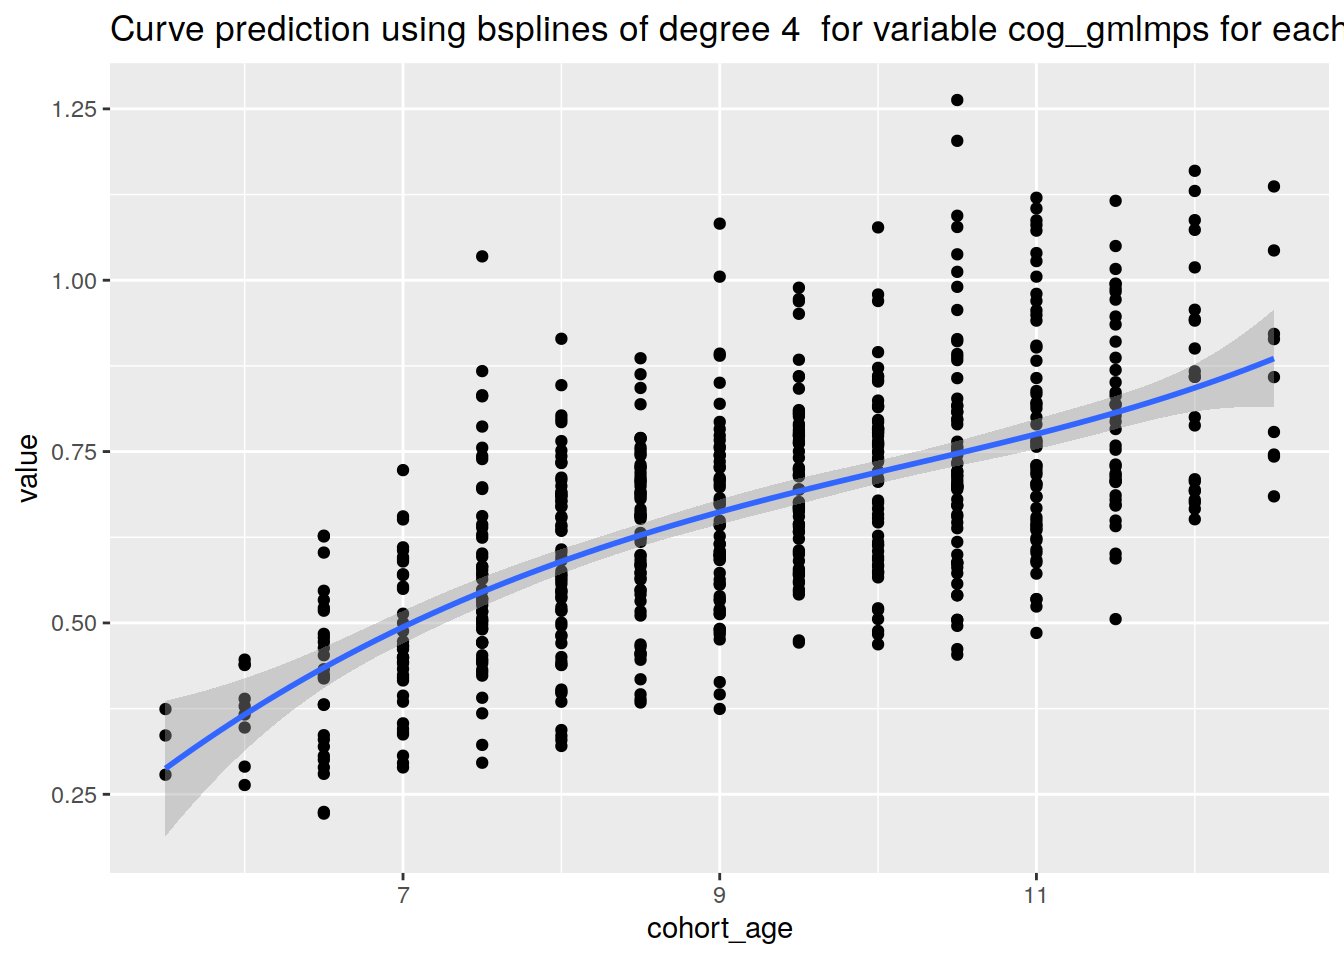 Curve prediction using bsplines of degree 4  for variable cog_gmlmps for each
1.25
1.00
0.75
0.50
0.25
value
7 9 11
cohort_age